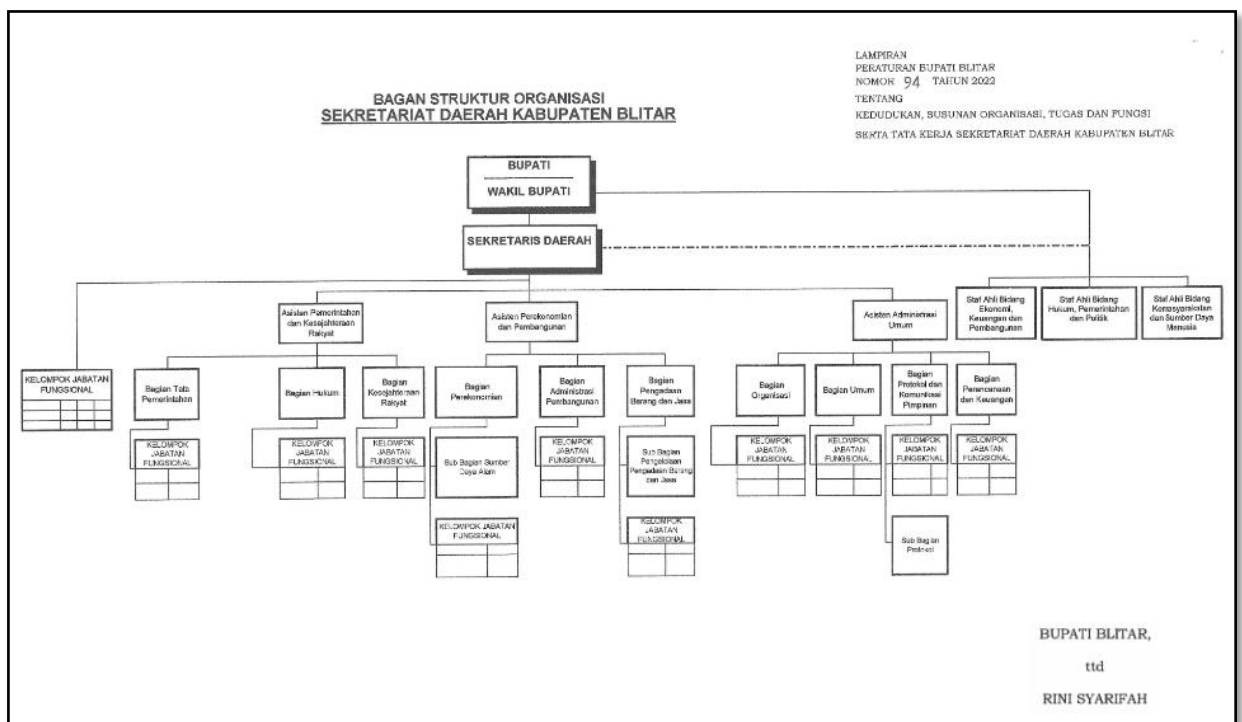 LAMPIRAN
PERATURAN BUPATI BLITAR
NOMOR 94 TAHUN 2022
TENTANG
KEDUDUKAN, SUSUNAN ORGANISASI, TUGAS DAN FUNGSI
SERTA TATA KERJA SEKRETARIAT DAERAH KABUPATEN BLITAR
BAGAN STRUKTUR ORGANISASI
SEKRETARIAT DAERAH KABUPATEN BLITAR
BUPATI
WAKIL BUPATI
SEKRETARIS DAERAH
Asisten Pemerintahan
dan Kesejahteraan
Rakyat
Asisten Perekonomian
dan Pembangunan
Asisten Administrasi
Umum
Staf Ahli Bidang
Ekonomi,
Keuangan dan
Pembangunan
Staf Ahli Bidang
Hukum, Pemerintahan
dan Politik
Staf Ahli Bidang
Kemasyarakatan
dan Sumber Daya
Manusia
KELOMPOK JABATAN
FUNGSIONAL
Bagian Tata
Pemerintahan
Bagian Hukum
Bagian
Kesejahteraan
Rakyat
Bagian
Perekonomian
Bagian
Administrasi
Pembangunan
Bagian
Pengadaan
Barang dan Jasa
Bagian
Organisasi
Bagian Umum
Bagian
Protokol dan
Komunikasi
Pimpinan
Bagian
Perencanaan
dan Keuangan
KELOMPOK
JABATAN
FUNGSIONAL
KELOMPOK
JABATAN
FUNGSIONAL
KELOMPOK
JABATAN
FUNGSIONAL
Sub Bagian Sumber
Daya Alam
KELOMPOK
JABATAN
FUNGSIONAL
Sub Bagian
Pengelolaan
Pengadaan Barang
dan Jasa
KELOMPOK
JABATAN
FUNGSIONAL
KELOMPOK
JABATAN
FUNGSIONAL
KELOMPOK
JABATAN
FUNGSIONAL
KELOMPOK
JABATAN
FUNGSIONAL
KELOMPOK JABATAN
FUNGSIONAL
KELOMPOK
JABATAN
FUNGSIONAL
Sub Bagian
Protokol
BUPATI BLITAR,
ttd
RINI SYARIFAH